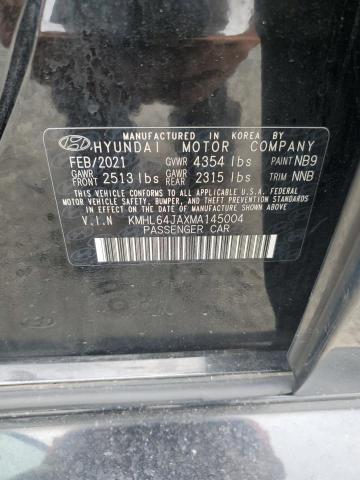 MANUFACTURED IN KOREA BY
HYUNDAI MOTOR COMPANY
FEB/2021 GVWR 4354 lbs PAINT NB9
GAWR FRONT 2513 lbs GAWR REAR 2315 lbs TRIM NNB
THIS VEHICLE CONFORMS TO ALL APPLICABLE U.S.A. FEDERAL
MOTOR VEHICLE SAFETY, BUMPER, AND THEFT PREVENTION
STANDARDS IN EFFECT ON THE DATE OF MANUFACTURE SHOWN ABOVE.
V.I.N KMHL64JAXMA145004
PASSENGER CAR